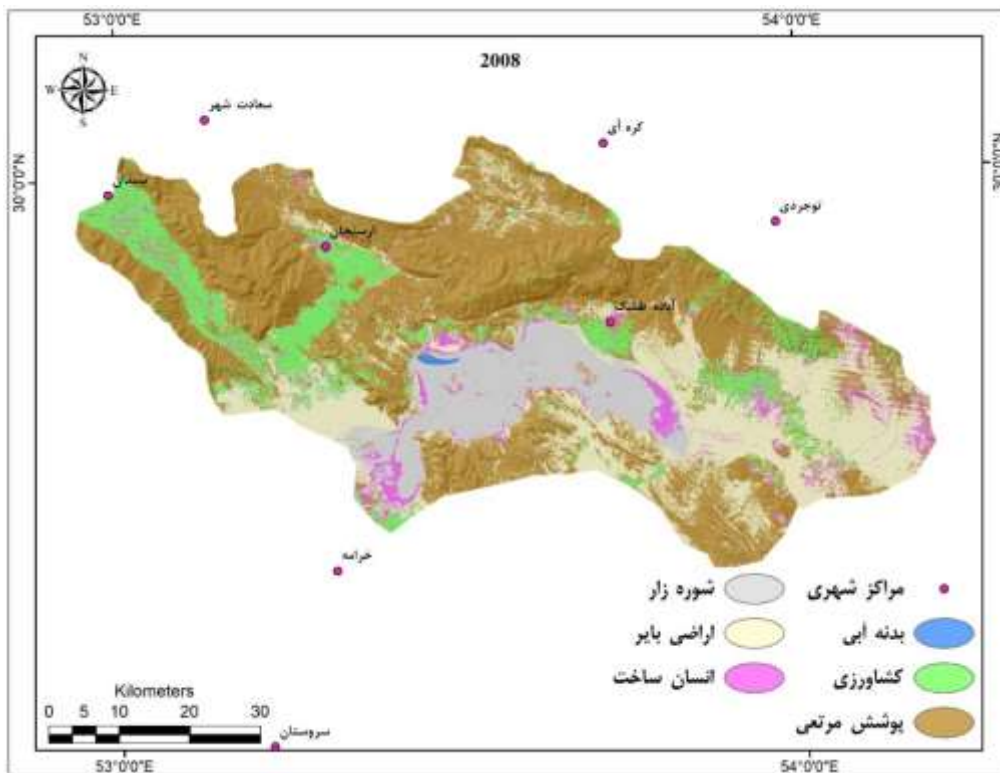 53°0'0"E
54°0'0"E
2008
N
W E
S
سعادت شهر
کره ای
30°0'0"N
نوجردی
ارسنجان
آباده طشک
خرامه
مراکز شهری
شوره زار
بدنه آبی
اراضی بایر
کشاورزی
انسان ساخت
پوشش مرتعی
Kilometers
0 5 10 20 30
سروستان
53°0'0"E
54°0'0"E